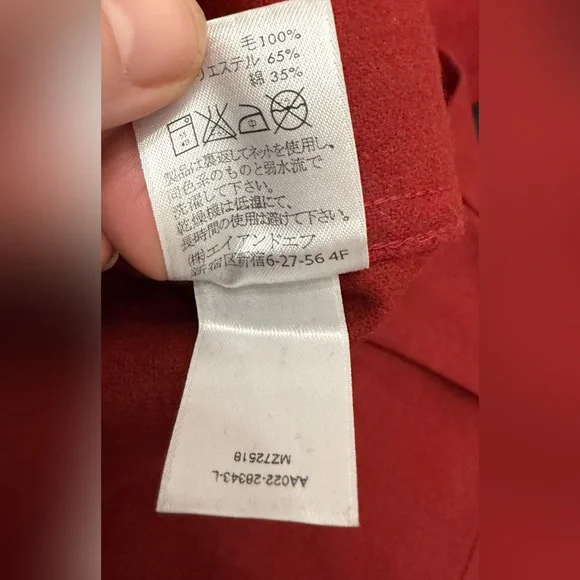 毛100%
リエステル 65%
綿 35%
製品は裏返してネットを使用し、
同色系のものと弱水流で
洗濯して下さい。
乾燥機は低温にて、
長時間の使用は避けて下さい。
(株)エイアンドエフ
新宿区新宿6-27-56 4F
AA022-28343-L
MZ72518